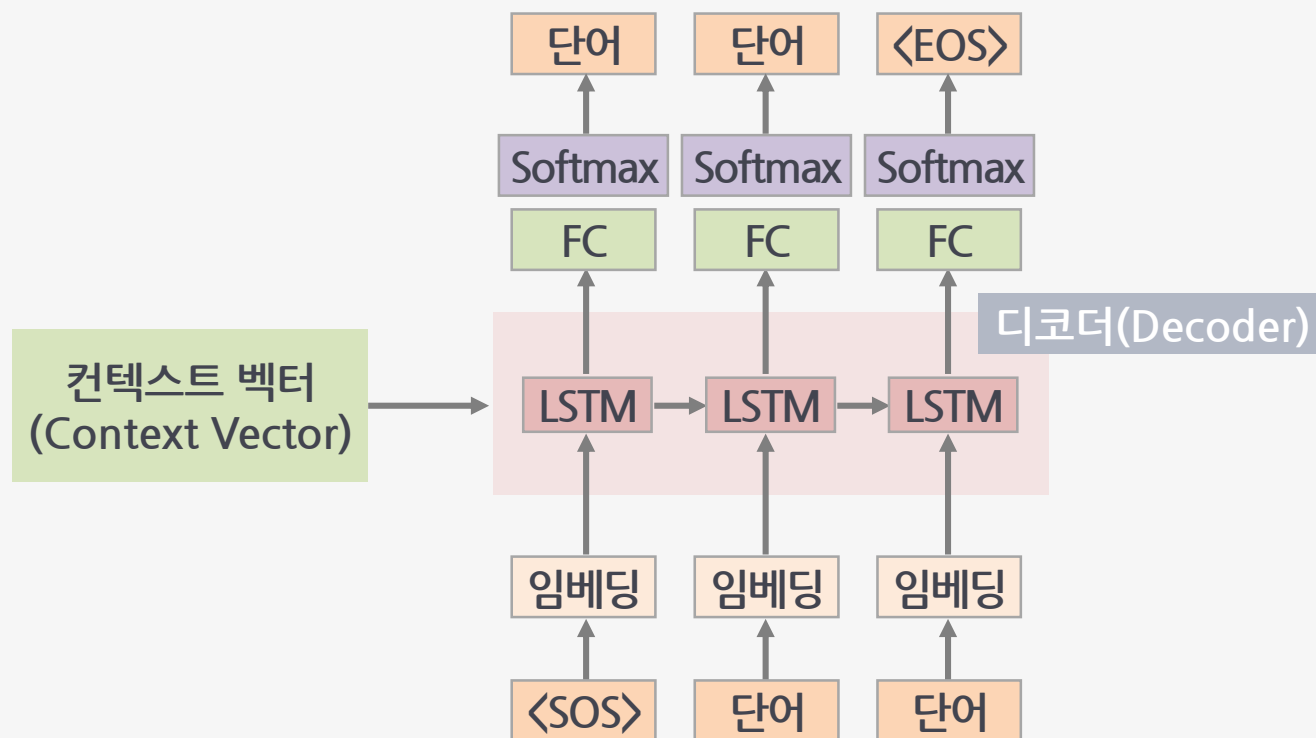 단어 단어 <EOS>
Softmax Softmax Softmax
FC FC FC
디코더(Decoder)
컨텍스트 벡터
(Context Vector)
LSTM LSTM LSTM
임베딩 임베딩 임베딩
<SOS> 단어 단어